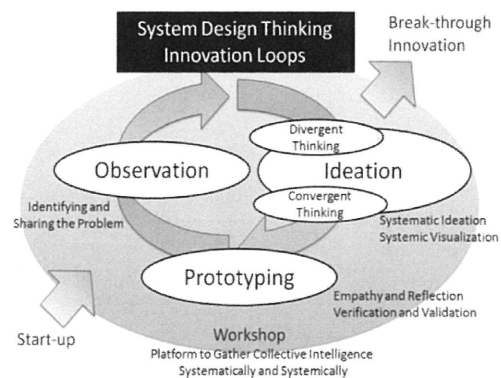 System Design Thinking
Innovation Loops
Break-through
Innovation
Divergent
Thinking
Observation
Ideation
Convergent
Thinking
Identifying and
Sharing the Problem
Systematic Ideation
Systemic Visualization
Prototyping
Empathy and Reflection
Verification and Validation
Start-up
Workshop
Platform to Gather Collective Intelligence
Systematically and Systemically